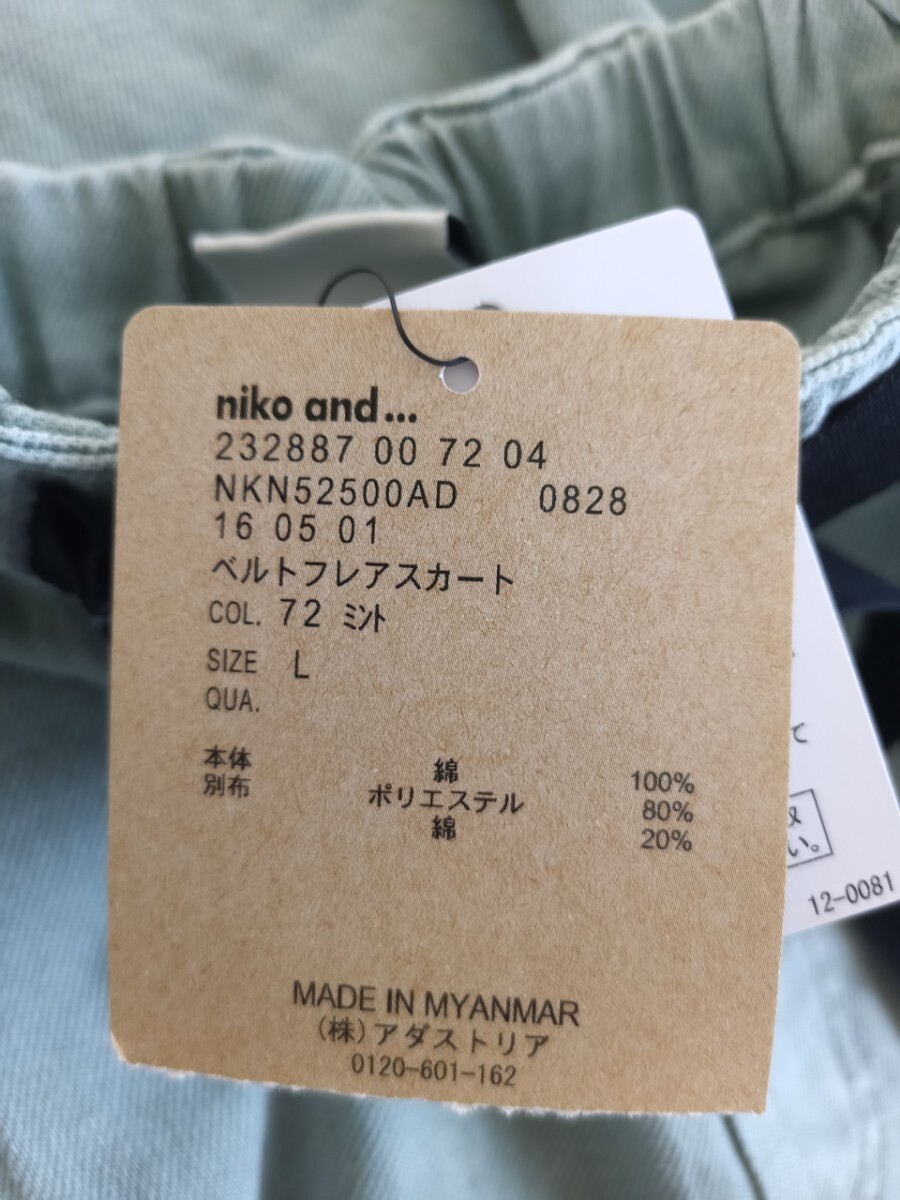 niko and...
232887 00 72 04
NKN52500AD 0828
16 05 01
ベルトフレアスカート
COL. 72 ミント
SIZE L
QUA.
本体 綿 100%
別布 ポリエステル 80%
綿 20%
MADE IN MYANMAR
(株)アダストリア
0120-601-162
て
い。
12-0081